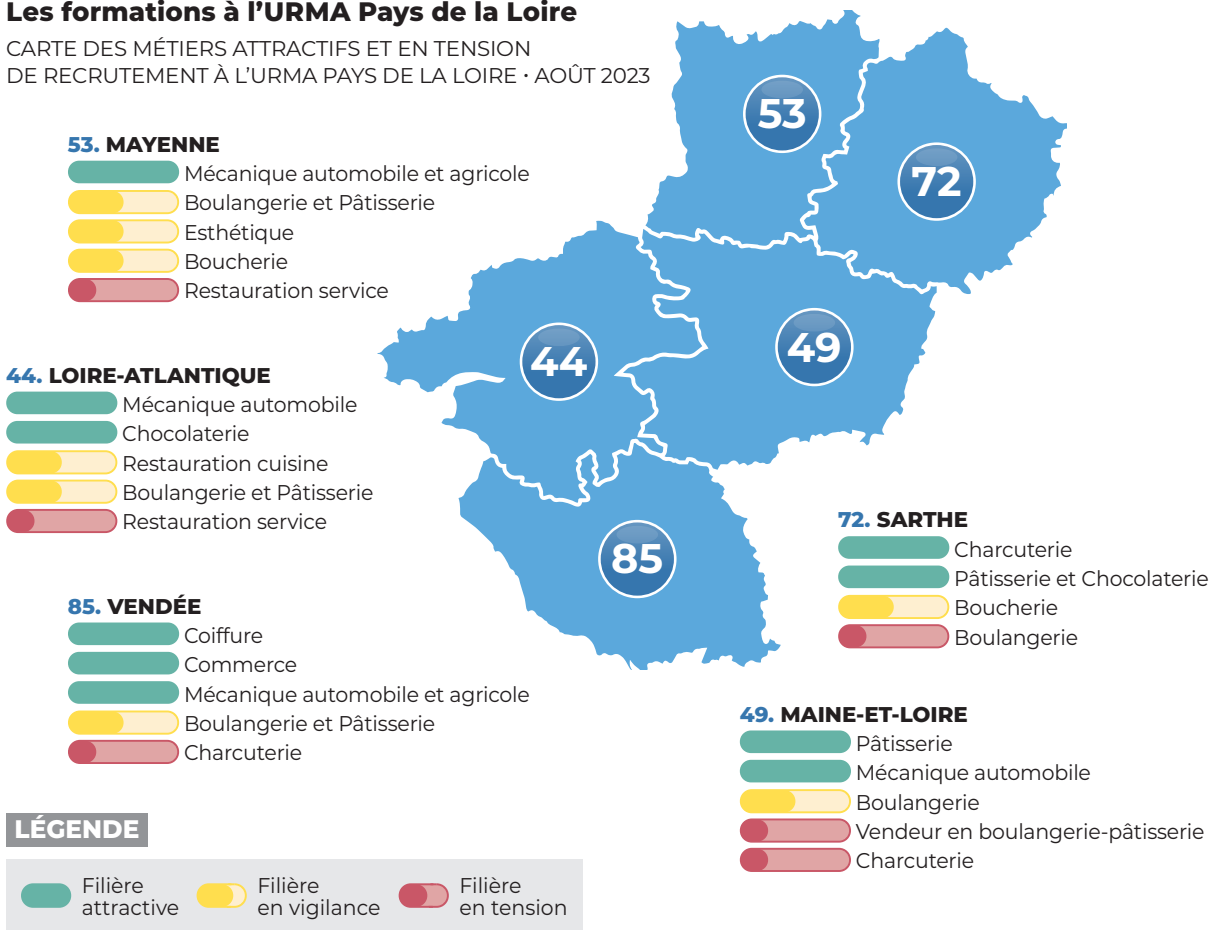 Les formations à l’URMA Pays de la Loire
CARTE DES MÉTIERS ATTRACTIFS ET EN TENSION
DE RECRUTEMENT À L’URMA PAYS DE LA LOIRE • AOÛT 2023
53
72
44
49
85
53. MAYENNE
Mécanique automobile et agricole
Boulangerie et Pâtisserie
Esthétique
Boucherie
Restauration service
44. LOIRE-ATLANTIQUE
Mécanique automobile
Chocolaterie
Restauration cuisine
Boulangerie et Pâtisserie
Restauration service
85. VENDÉE
Coiffure
Commerce
Mécanique automobile et agricole
Boulangerie et Pâtisserie
Charcuterie
72. SARTHE
Charcuterie
Pâtisserie et Chocolaterie
Boucherie
Boulangerie
49. MAINE-ET-LOIRE
Pâtisserie
Mécanique automobile
Boulangerie
Vendeur en boulangerie-pâtisserie
Charcuterie
LÉGENDE
Filière
attractive
Filière
en vigilance
Filière
en tension